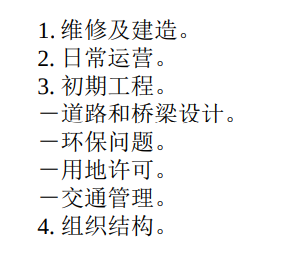 1. 维修及建造。
2. 日常运营。
3. 初期工程。
－道路和桥梁设计。
－环保问题。
－用地许可。
－交通管理。
4. 组织结构。